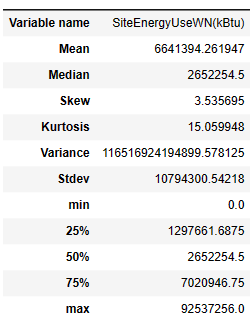 Variable name SiteEnergyUseWN(kBtu)
Mean 6641394.261947
Median 2652254.5
Skew 3.535695
Kurtosis 15.059948
Variance 116516924194899.578125
Stdev 10794300.54218
min 0.0
25% 1297661.6875
50% 2652254.5
75% 7020946.75
max 92537256.0